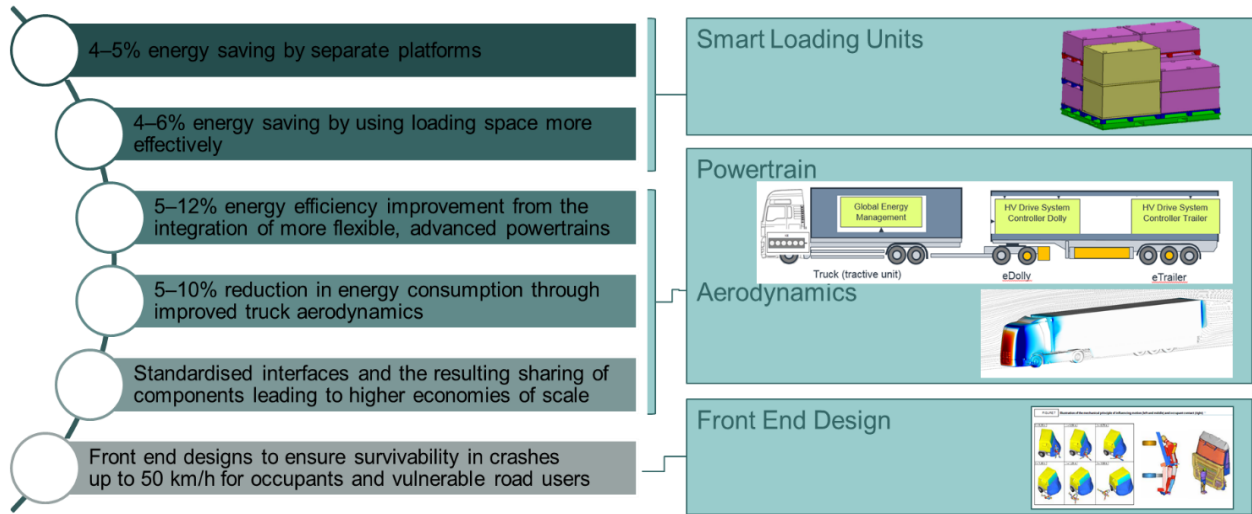 4–5% energy saving by separate platforms
4–6% energy saving by using loading space more
effectively
5–12% energy efficiency improvement from the
integration of more flexible, advanced powertrains
5–10% reduction in energy consumption through
improved truck aerodynamics
Standardised interfaces and the resulting sharing of
components leading to higher economies of scale
Front end designs to ensure survivability in crashes
up to 50 km/h for occupants and vulnerable road users
Smart Loading Units
Powertrain
Global Energy
Management
HV Drive System
Controller Dolly
HV Drive System
Controller Trailer
Truck (tractive unit)
eDolly
eTrailer
Aerodynamics
Front End Design